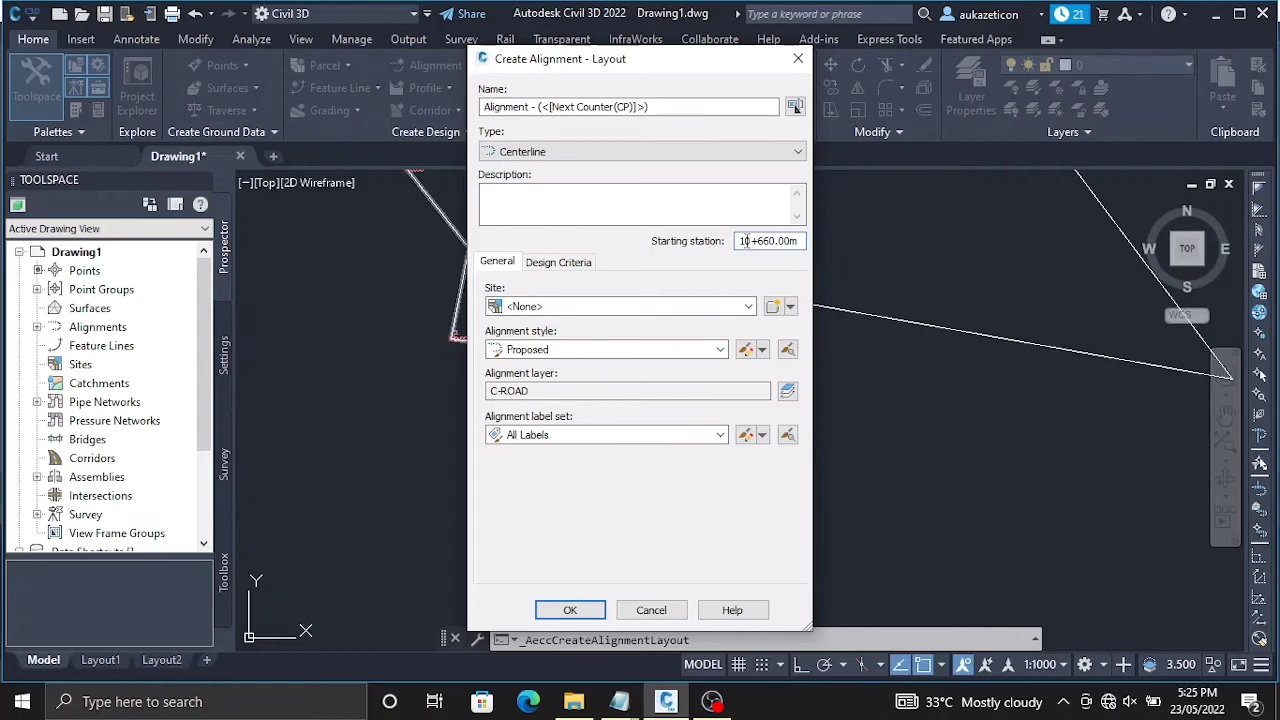 Civil 3D
Share
Autodesk Civil 3D 2022 Drawing1.dwg
Type a keyword or phrase
aukazeticon
21
Home Insert Annotate Modify Analyze View Manage Output Survey Rail Transparent InfraWorks Collaborate Help Add-ins Express Tools Featured Apps
Toolspace
Project Explorer
Points
Surfaces
Traverse
Parcel
Feature Line
Grading
Alignment
Profile
Corridor
Layer Properties
0
Paste
Palettes
Explore
Create Ground Data
Create Design
Modify
Layers
Clipboard
Start
Drawing1*
TOOLSPACE
Active Drawing View
Drawing1
Points
Point Groups
Surfaces
Alignments
Feature Lines
Sites
Catchments
Pipe Networks
Pressure Networks
Bridges
Corridors
Assemblies
Intersections
Survey
View Frame Groups
Data Shortcuts []
Prospector
Settings
Survey
Toolbox
[−][Top][2D Wireframe]
N
W TOP E
S
WCS
Y
X
Create Alignment - Layout
Name:
Alignment - (<[Next Counter(CP)]>)
Type:
Centerline
Description:
Starting station:
10+660.00m
General
Design Criteria
Site:
<None>
Alignment style:
Proposed
Alignment layer:
C-ROAD
Alignment label set:
All Labels
OK
Cancel
Help
_AeccCreateAlignmentLayout
Model
Layout1
Layout2
MODEL
1:1000
3.500
Type here to search
33°C Mostly cloudy
5:25 PM
23/05/2022
2